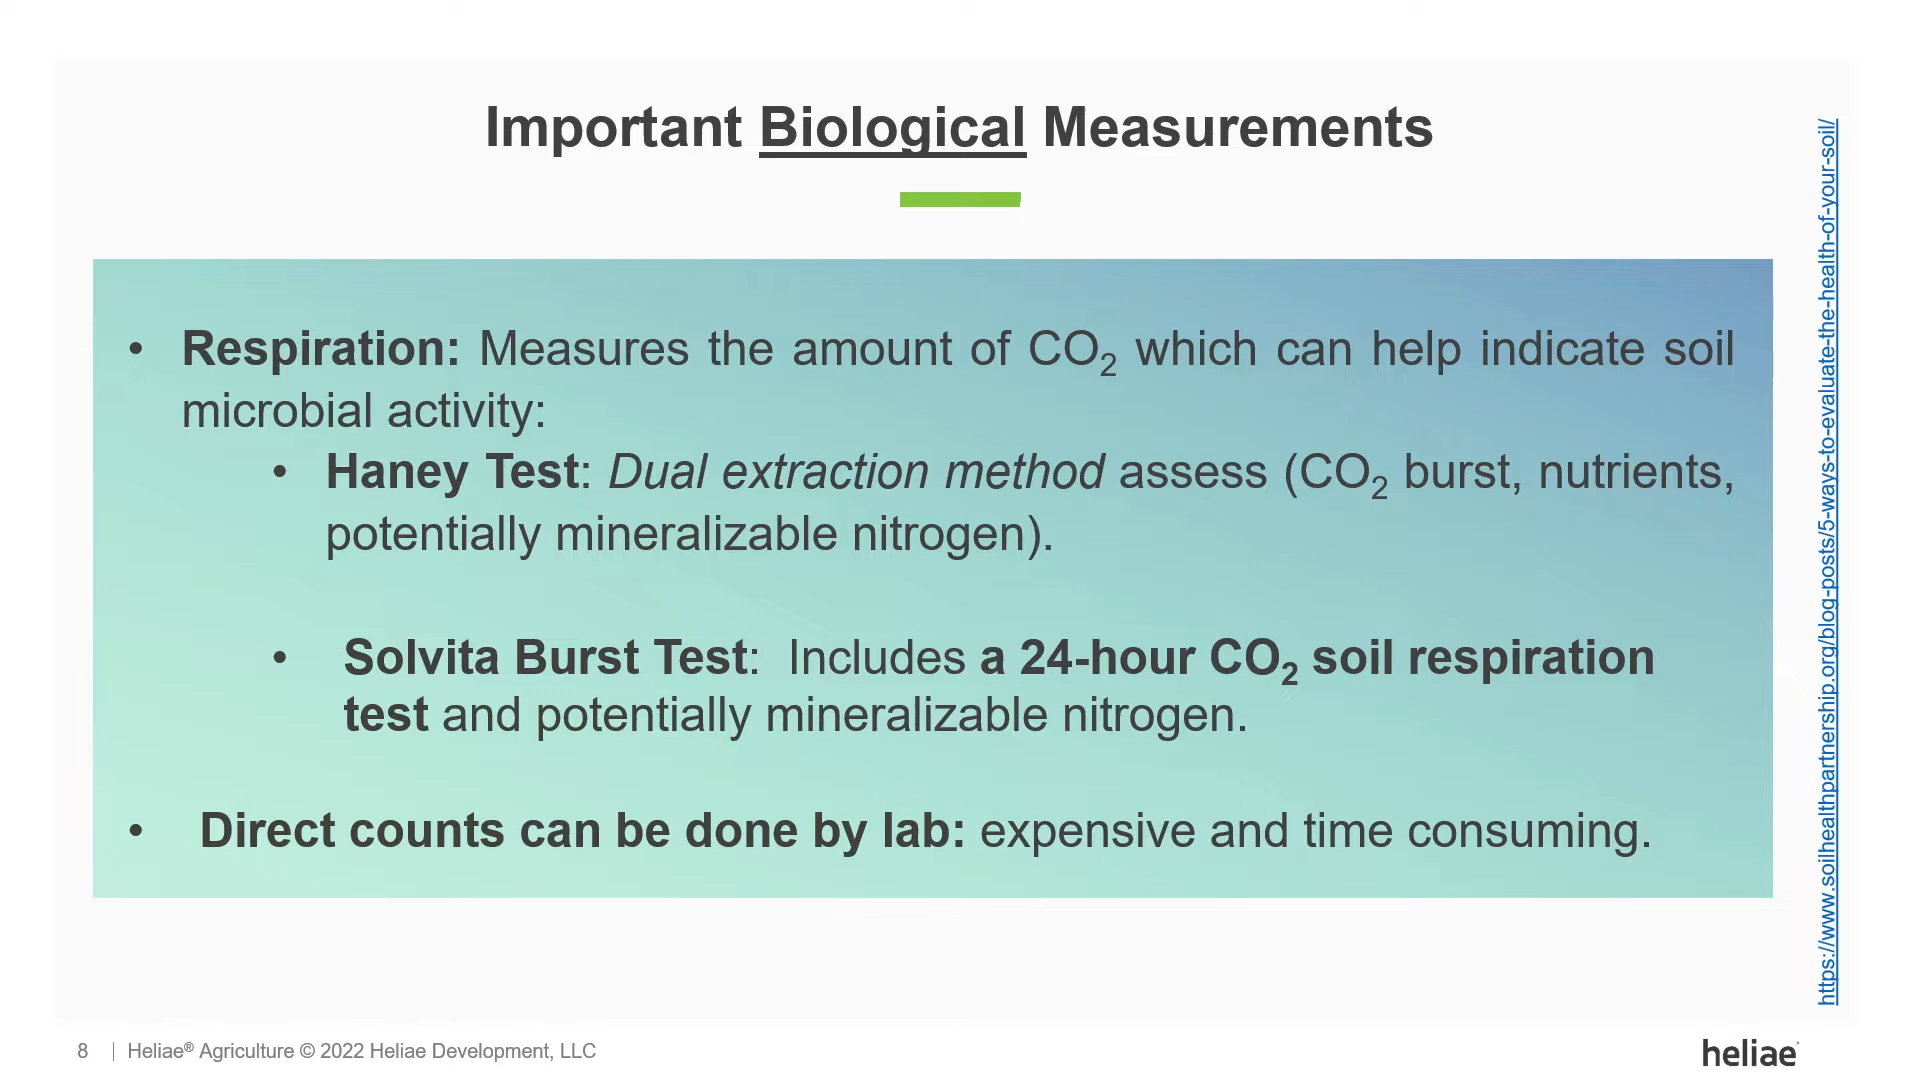 Important Biological Measurements
• Respiration: Measures the amount of CO₂ which can help indicate soil
microbial activity:
• Haney Test: Dual extraction method assess (CO₂ burst, nutrients,
potentially mineralizable nitrogen).
• Solvita Burst Test: Includes a 24-hour CO₂ soil respiration
test and potentially mineralizable nitrogen.
• Direct counts can be done by lab: expensive and time consuming.
https://www.soilhealthpartnership.org/blog-posts/5-ways-to-evaluate-the-health-of-your-soil/
8 | Heliae® Agriculture © 2022 Heliae Development, LLC
heliae